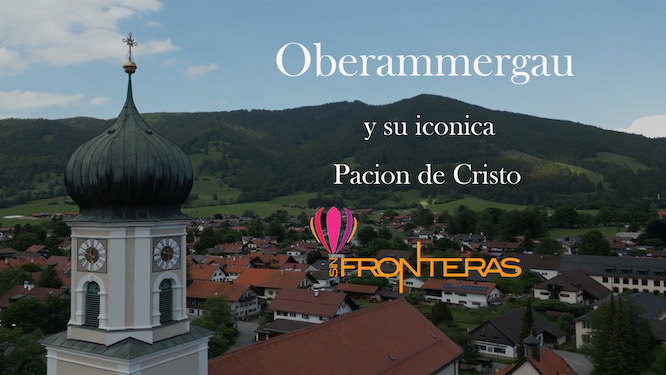 Oberammergau
y su iconica
Pacion de Cristo
SIN FRONTERAS